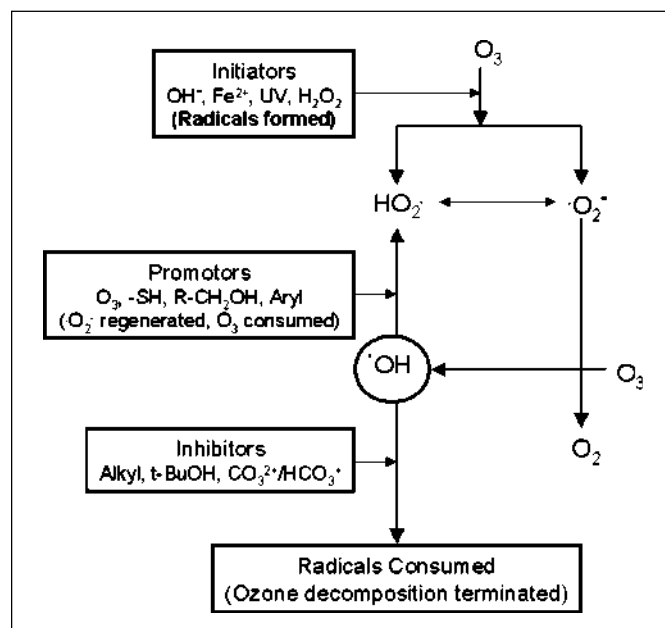 O₃
Initiators
OH⁻, Fe²⁺, UV, H₂O₂
(Radicals formed)
HO₂·
·O₂⁻
Promotors
O₃, -SH, R-CH₂OH, Aryl
(·O₂⁻ regenerated, O₃ consumed)
·OH
O₃
Inhibitors
Alkyl, t-BuOH, CO₃²⁺/HCO₃⁺
O₂
Radicals Consumed
(Ozone decomposition terminated)